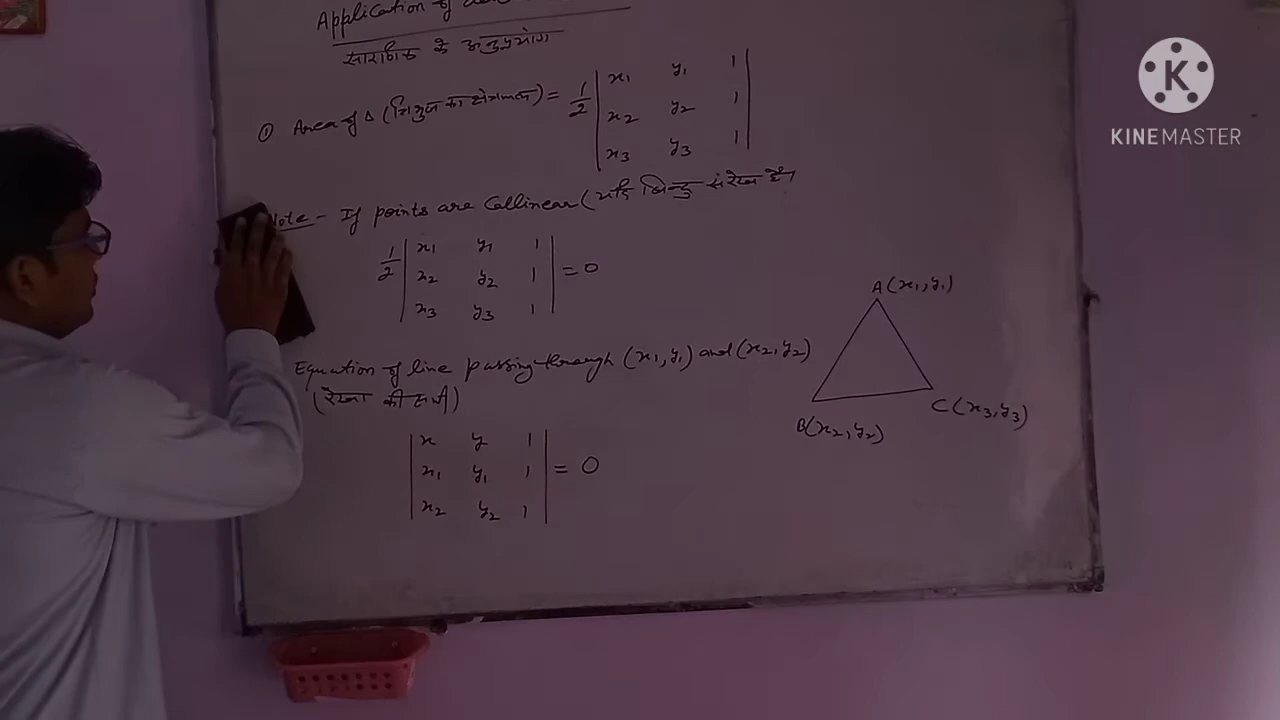 Application of
सारणिक के अनुप्रयोग
① Area of Δ (त्रिभुज का क्षेत्रफल) = 1/2 | x₁ y₁ 1 |
| x₂ y₂ 1 |
| x₃ y₃ 1 |
Note - If points are Collinear (यदि बिन्दु संरेख है।
1/2 | x₁ y₁ 1 |
| x₂ y₂ 1 | = 0
| x₃ y₃ 1 |
Equation of line passing through (x₁, y₁) and (x₂, y₂)
(रेखा की समी)
| x y 1 |
| x₁ y₁ 1 | = 0
| x₂ y₂ 1 |
A(x₁, y₁)
B(x₂, y₂)
C(x₃, y₃)
K
KINEMASTER